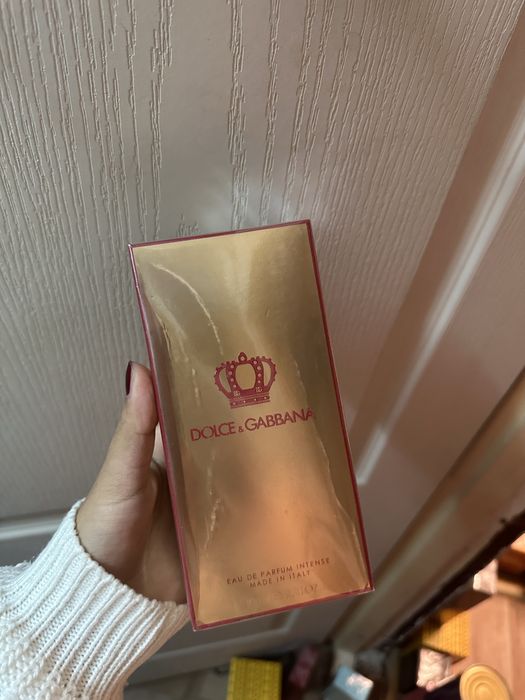 DOLCE & GABBANA
EAU DE PARFUM INTENSE
MADE IN ITALY